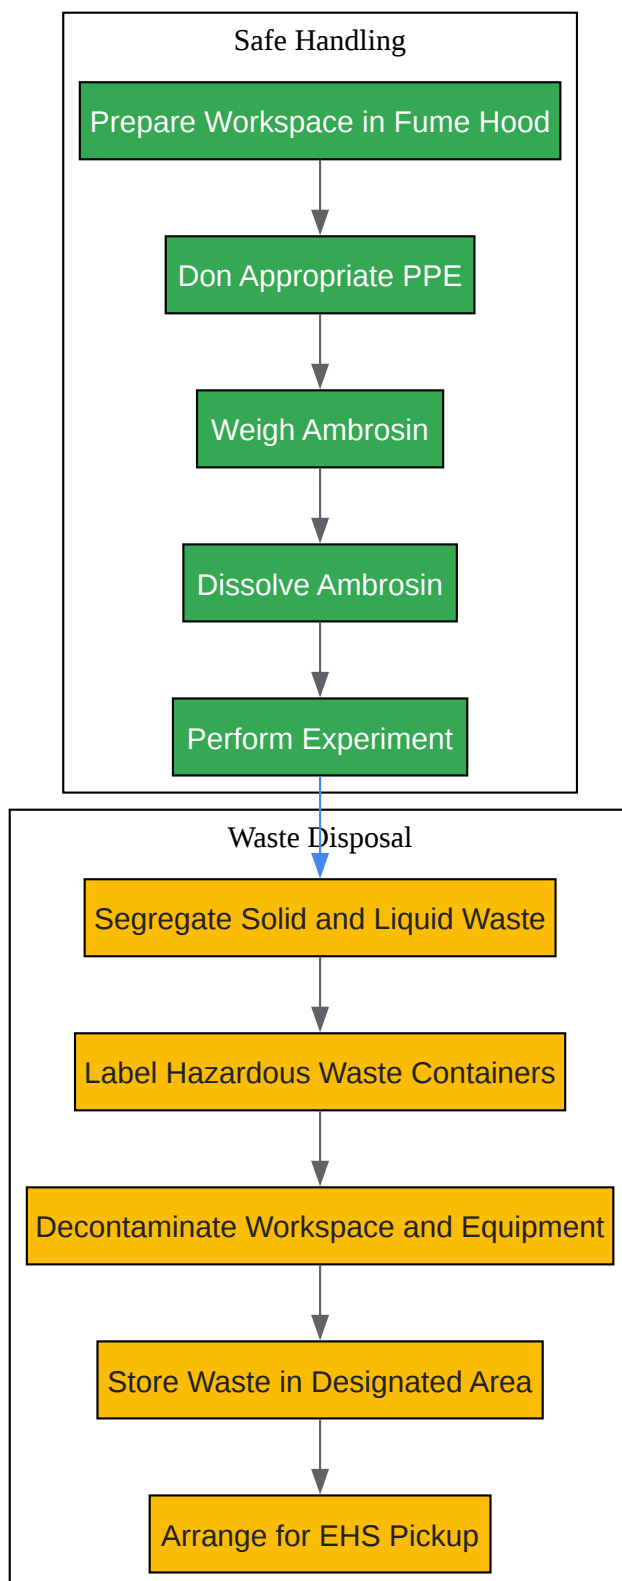 Safe Handling
Prepare Workspace in Fume Hood
Don Appropriate PPE
Weigh Ambrosin
Dissolve Ambrosin
Perform Experiment
Waste Disposal
Segregate Solid and Liquid Waste
Label Hazardous Waste Containers
Decontaminate Workspace and Equipment
Store Waste in Designated Area
Arrange for EHS Pickup